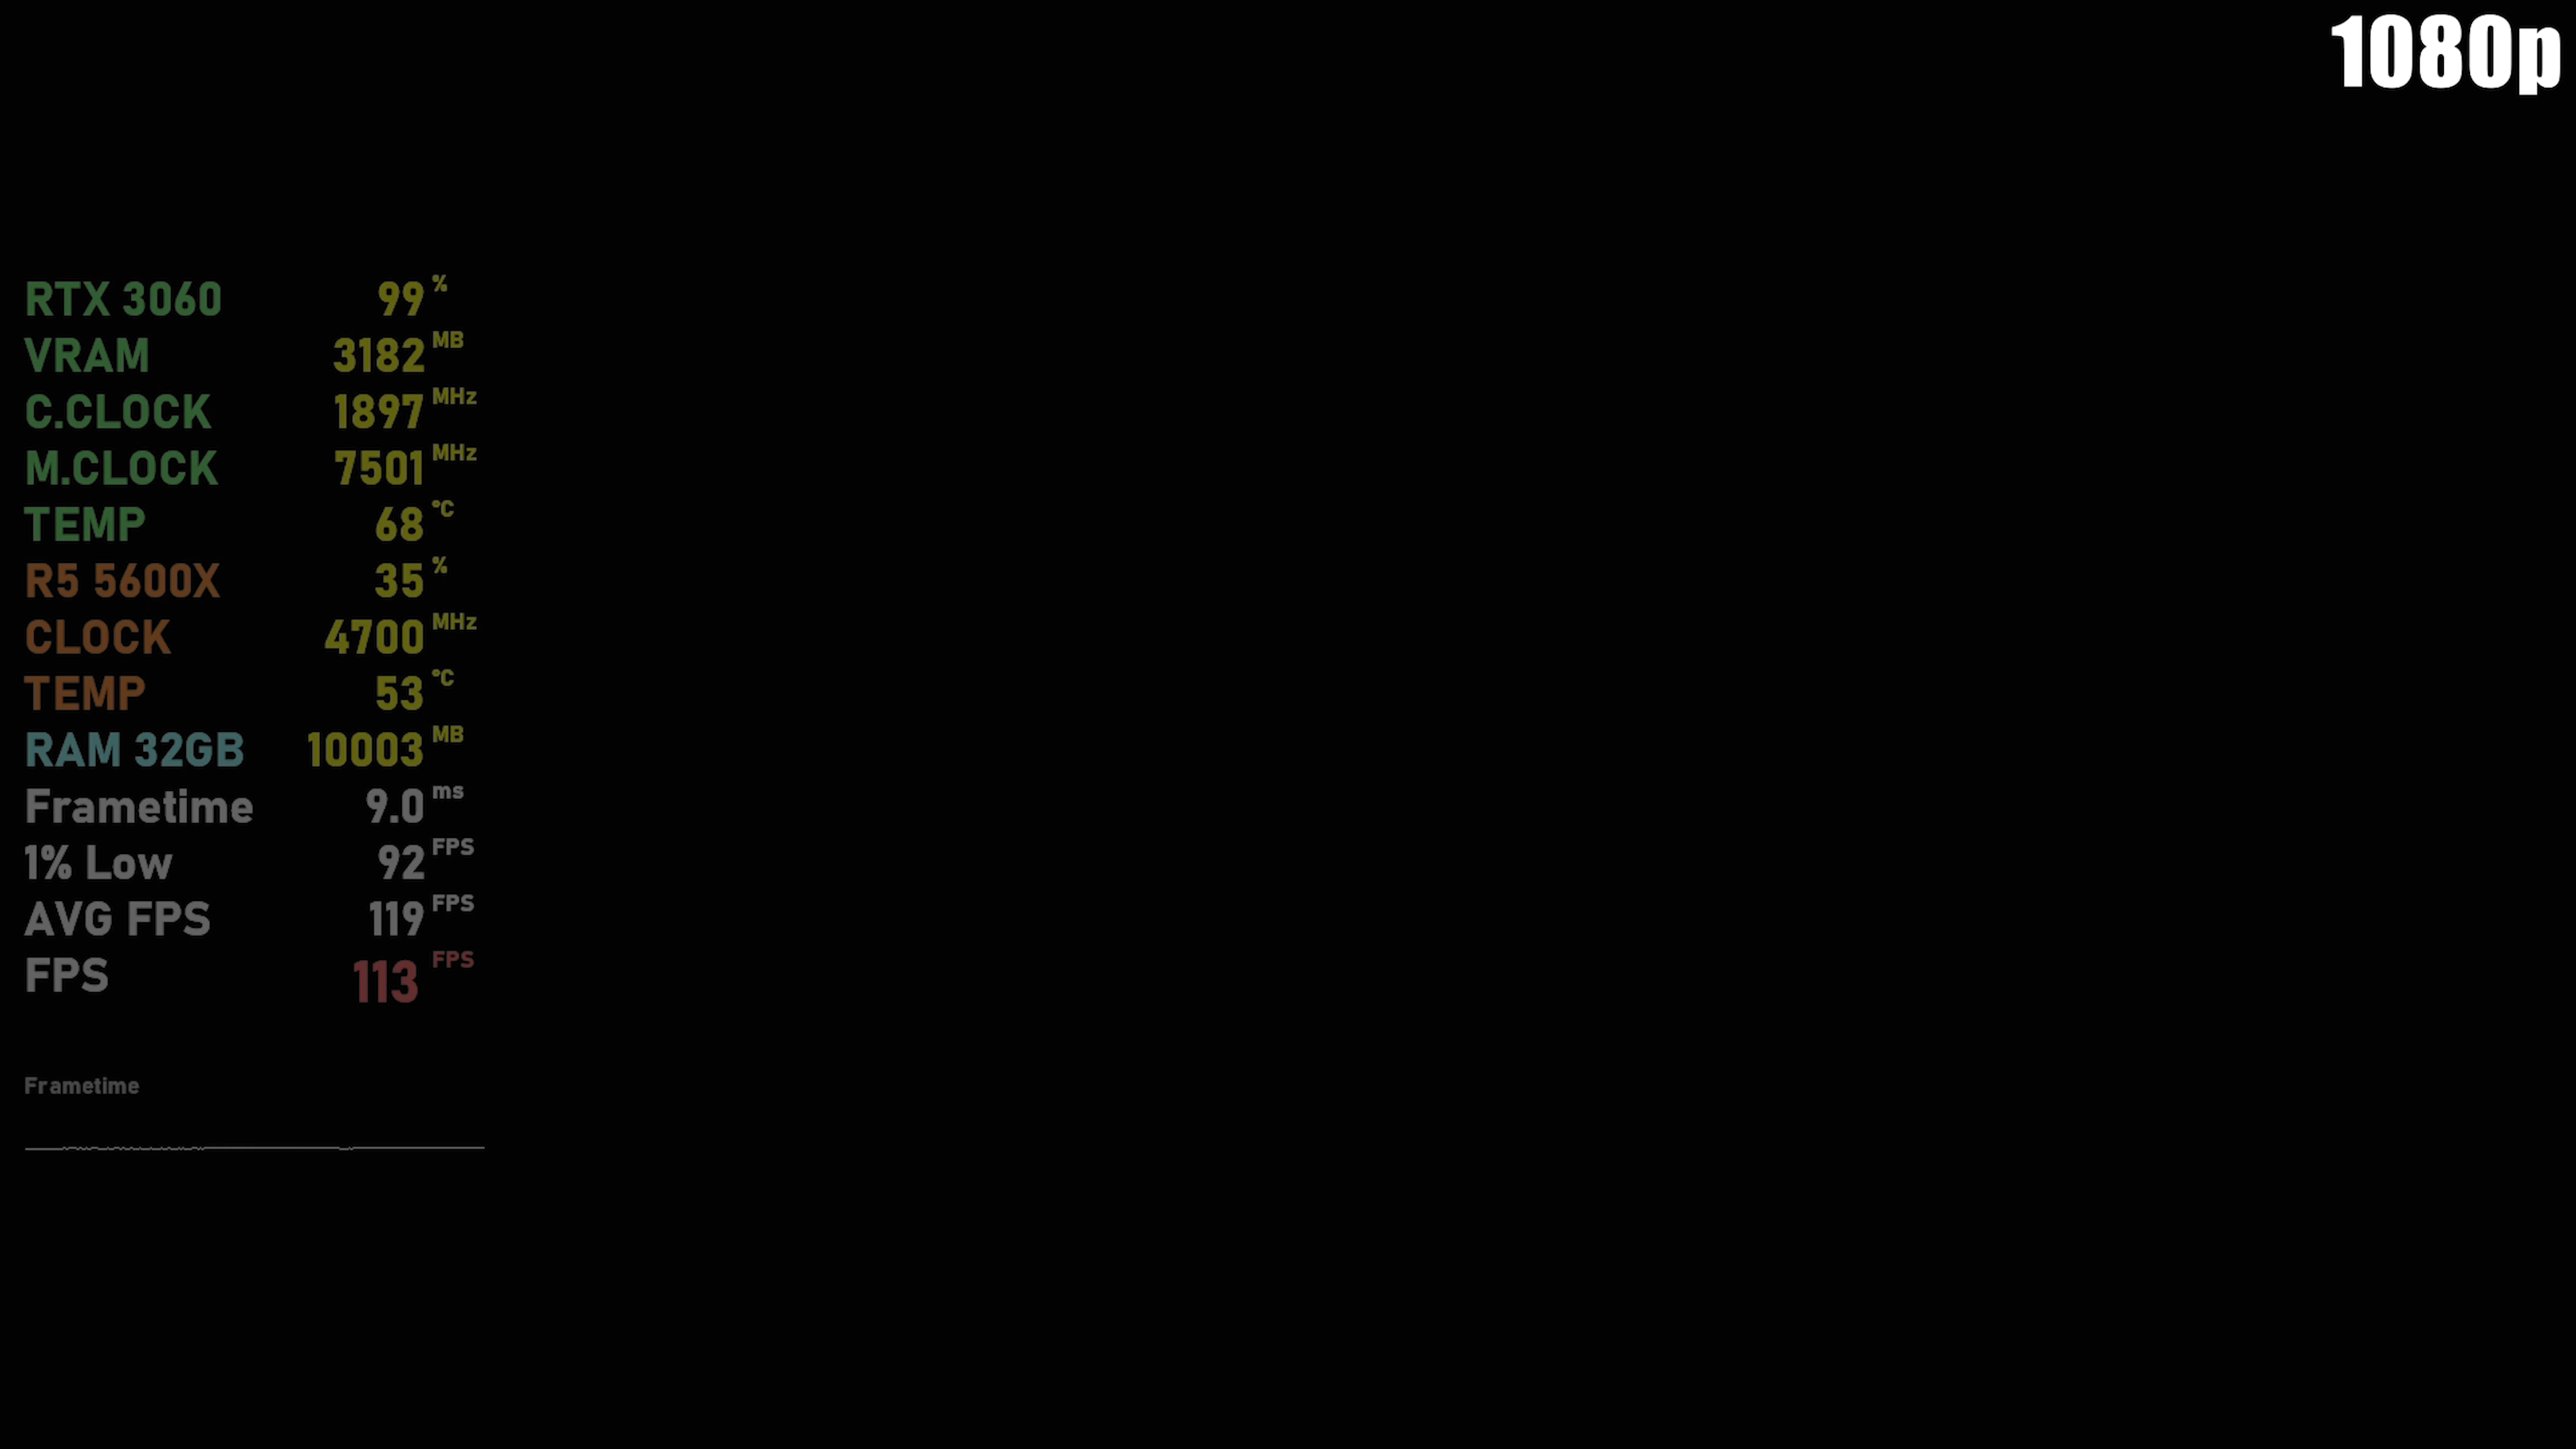 1080p
RTX 3060 99 %
VRAM 3182 MB
C.CLOCK 1897 MHz
M.CLOCK 7501 MHz
TEMP 68 °C
R5 5600X 35 %
CLOCK 4700 MHz
TEMP 53 °C
RAM 32GB 10003 MB
Frametime 9.0 ms
1% Low 92 FPS
AVG FPS 119 FPS
FPS 113 FPS
Frametime